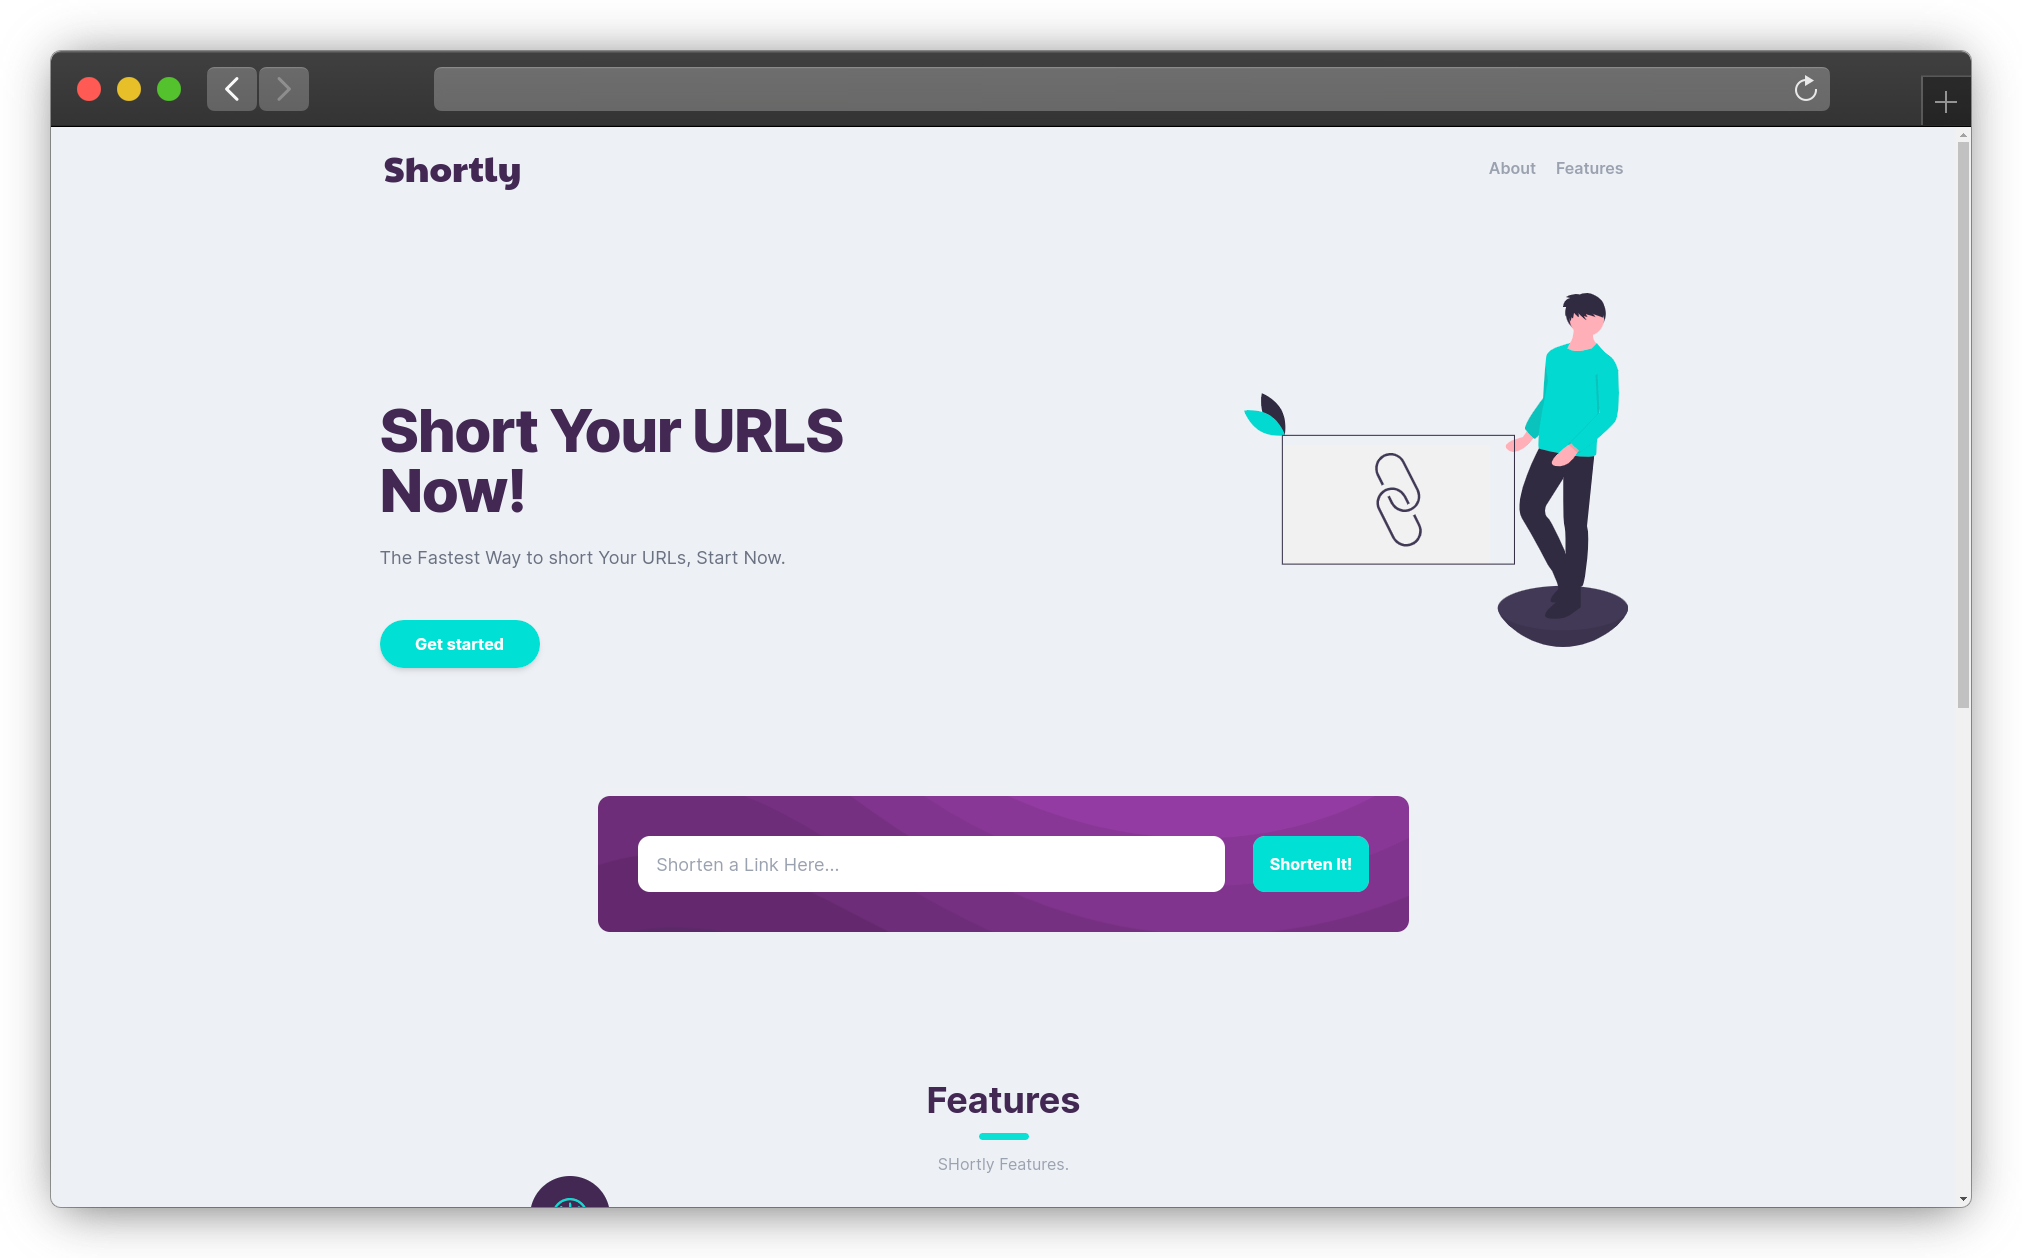 Shortly
About Features
Short Your URLS
Now!
The Fastest Way to short Your URLs, Start Now.
Get started
Shorten a Link Here...
Shorten It!
Features
SHortly Features.